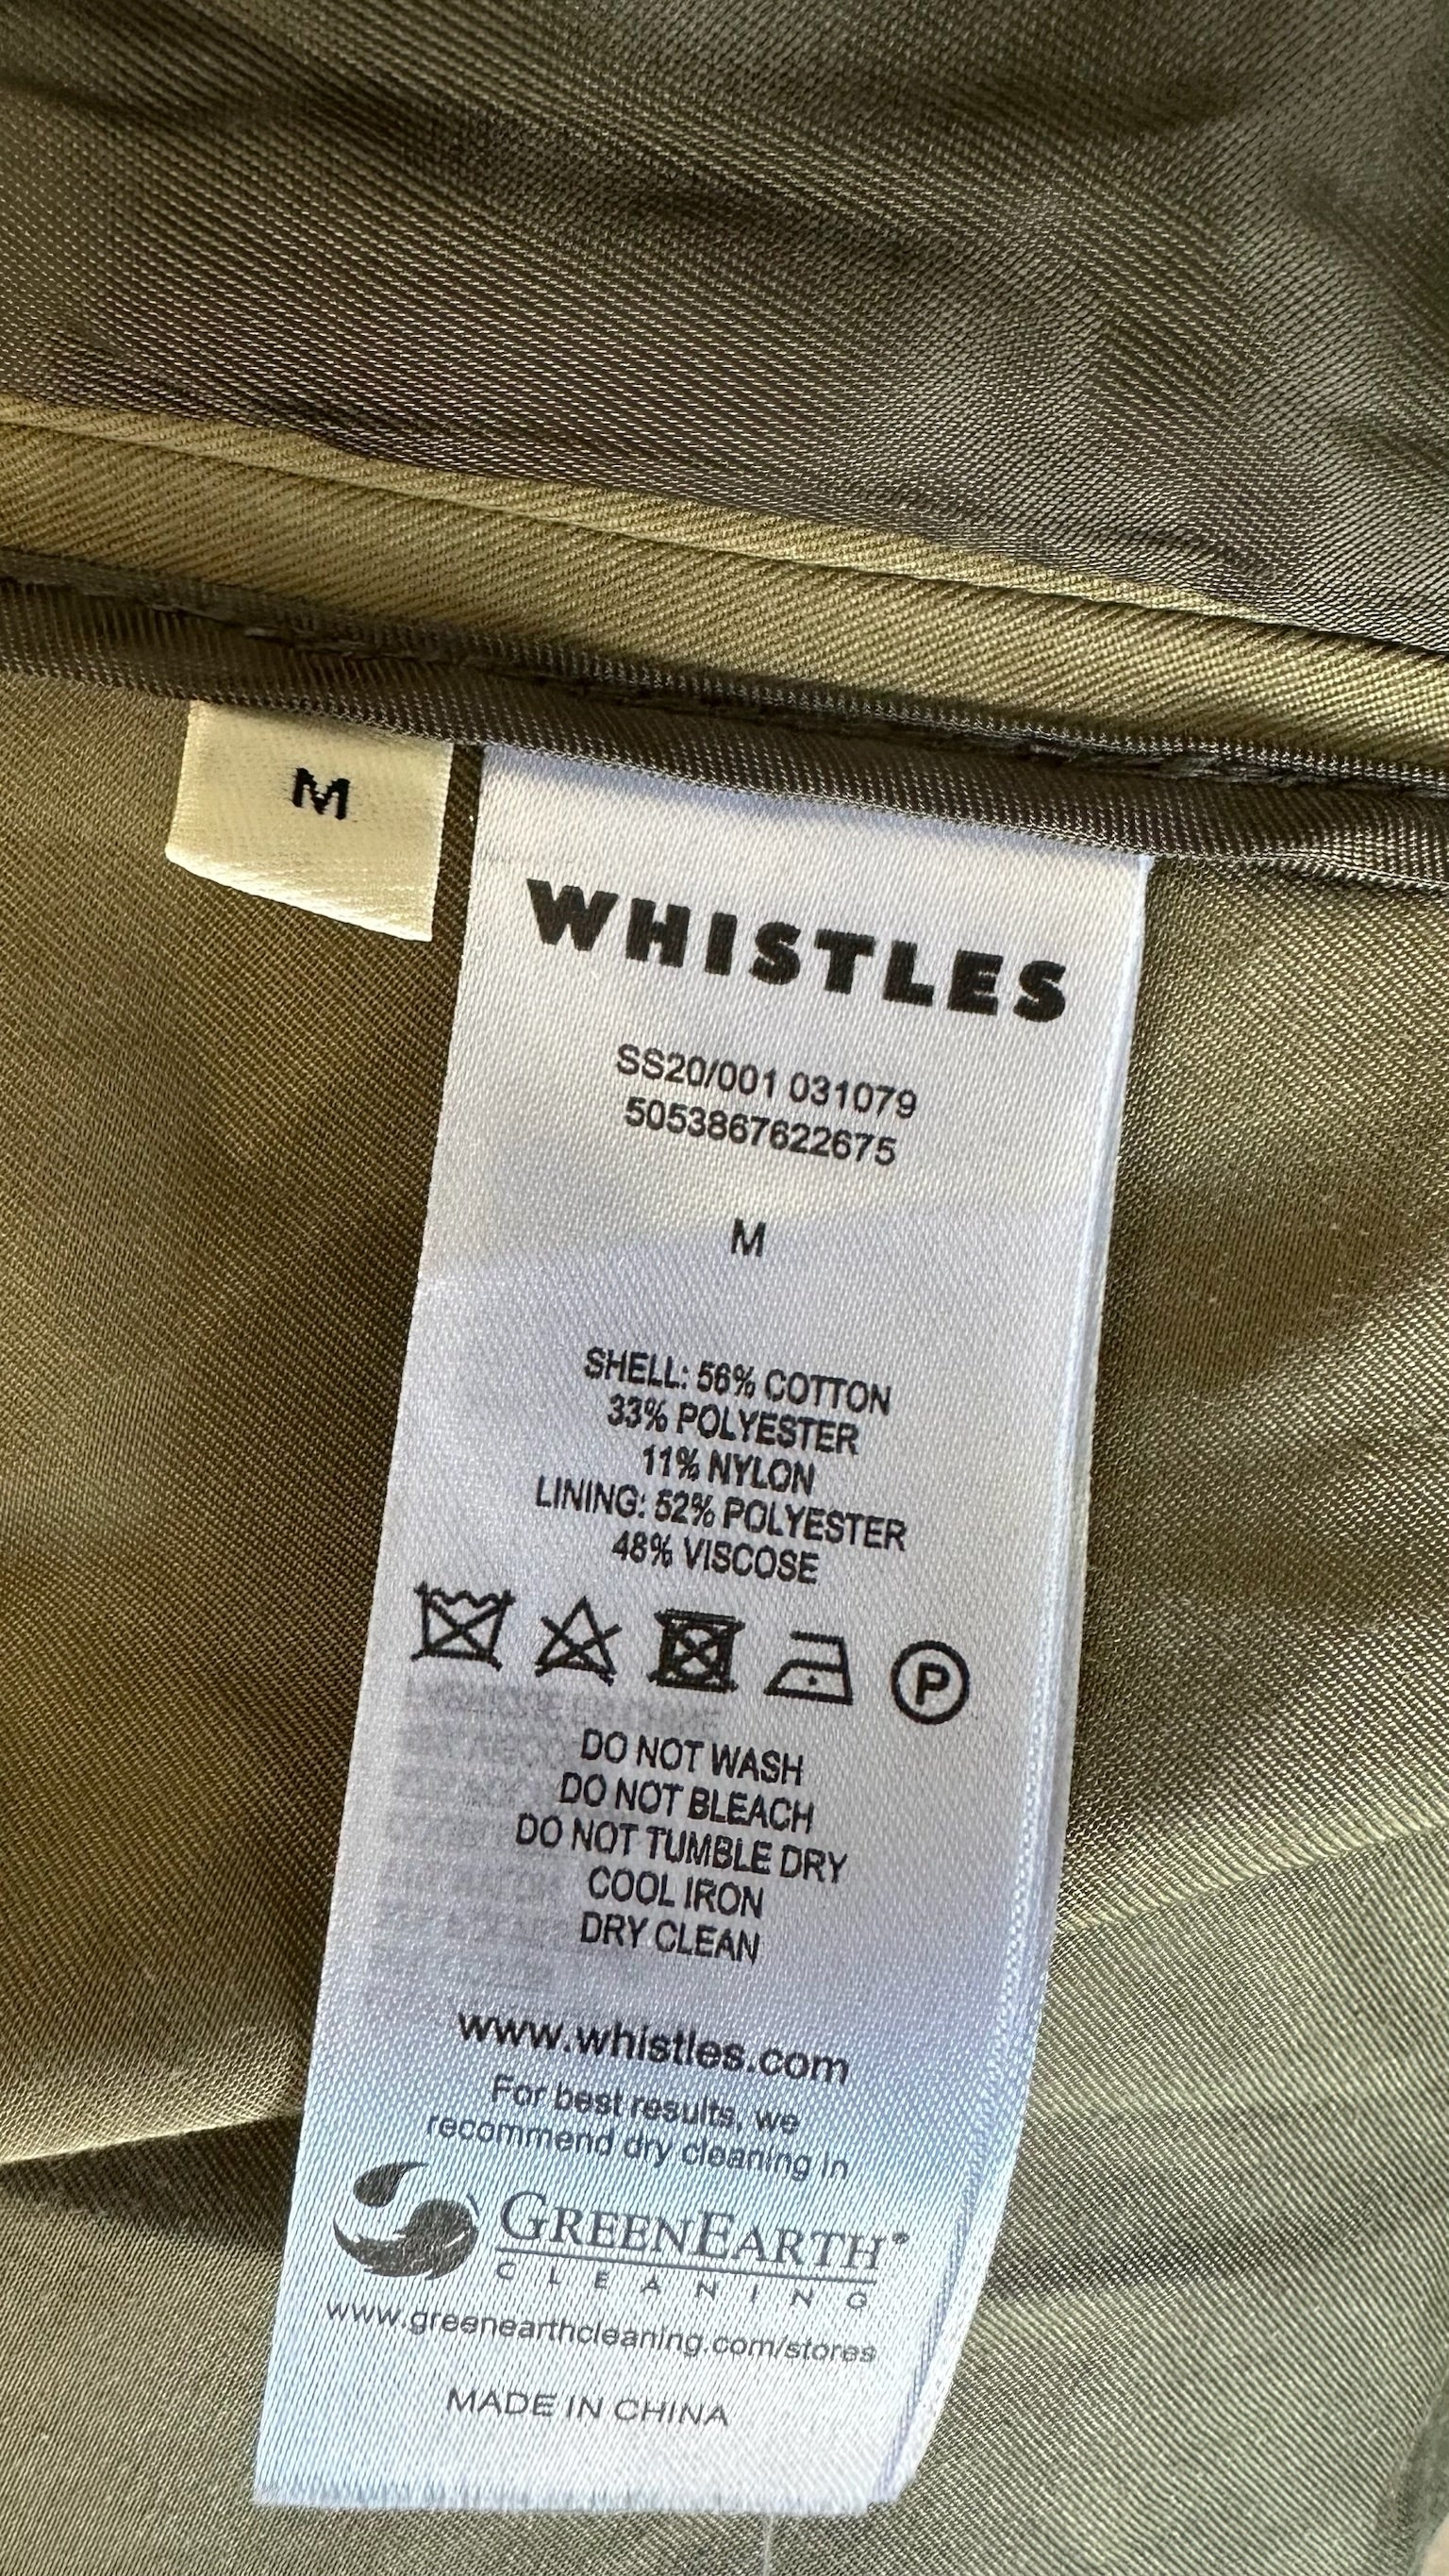 M
WHISTLES
SS20/001 031079
5053867622675
M
SHELL: 56% COTTON
33% POLYESTER
11% NYLON
LINING: 52% POLYESTER
48% VISCOSE
P
DO NOT WASH
DO NOT BLEACH
DO NOT TUMBLE DRY
COOL IRON
DRY CLEAN
www.whistles.com
For best results, we
recommend dry cleaning in
GREENEARTH®
CLEANING
www.greenearthcleaning.com/stores
MADE IN CHINA